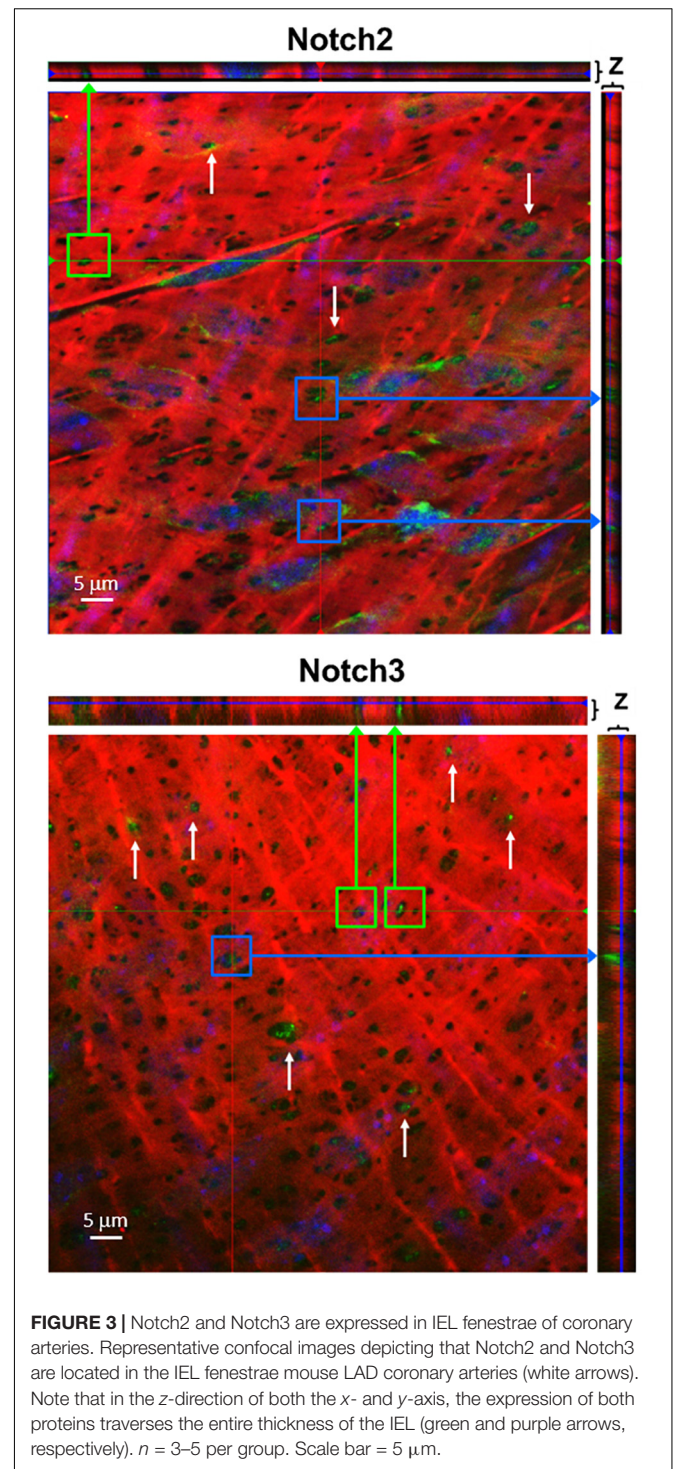 Notch2
Z
5 μm
Notch3
Z
5 μm
FIGURE 3 | Notch2 and Notch3 are expressed in IEL fenestrae of coronary
arteries. Representative confocal images depicting that Notch2 and Notch3
are located in the IEL fenestrae mouse LAD coronary arteries (white arrows).
Note that in the z-direction of both the x- and y-axis, the expression of both
proteins traverses the entire thickness of the IEL (green and purple arrows,
respectively). n = 3–5 per group. Scale bar = 5 μm.